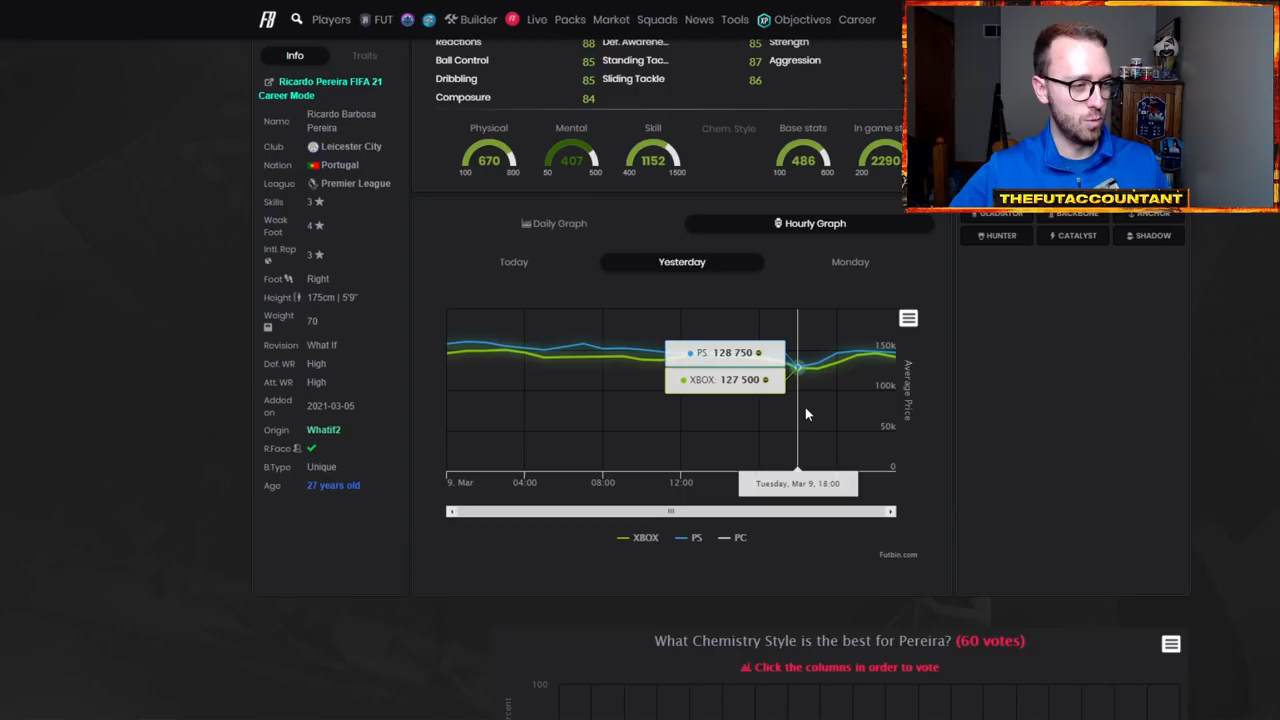 Players FUT Builder Live Packs Market Squads News Tools Objectives Career
Info Traits
Ricardo Pereira FIFA 21 Career Mode
Name Ricardo Barbosa Pereira
Club Leicester City
Nation Portugal
League Premier League
Skills 3
Weak Foot 4
Intl. Rep 3
Foot Right
Height 175cm | 5'9"
Weight 70
Revision What If
Def. WR High
Att. WR High
Added on 2021-03-05
Origin Whatif2
R.Face
B.Type Unique
Age 27 years old
Reactions 88 Def. Awarene... 85 Strength
Ball Control 85 Standing Tac... 87 Aggression
Dribbling 85 Sliding Tackle 86
Composure 84
Physical Mental Skill Chem. Style Base stats In game st
670 407 1152 486 2290
100 800 50 500 400 1500 100 600 200
THEFUTACCOUNTANT
GLADIATOR BACKBONE ANCHOR
HUNTER CATALYST SHADOW
Daily Graph Hourly Graph
Today Yesterday Monday
PS: 128 750
XBOX: 127 500
150k
100k
50k
0
Average Price
9. Mar 04:00 08:00 12:00
Tuesday, Mar 9, 18:00
XBOX PS PC
Futbin.com
What Chemistry Style is the best for Pereira? (60 votes)
Click the columns in order to vote
100